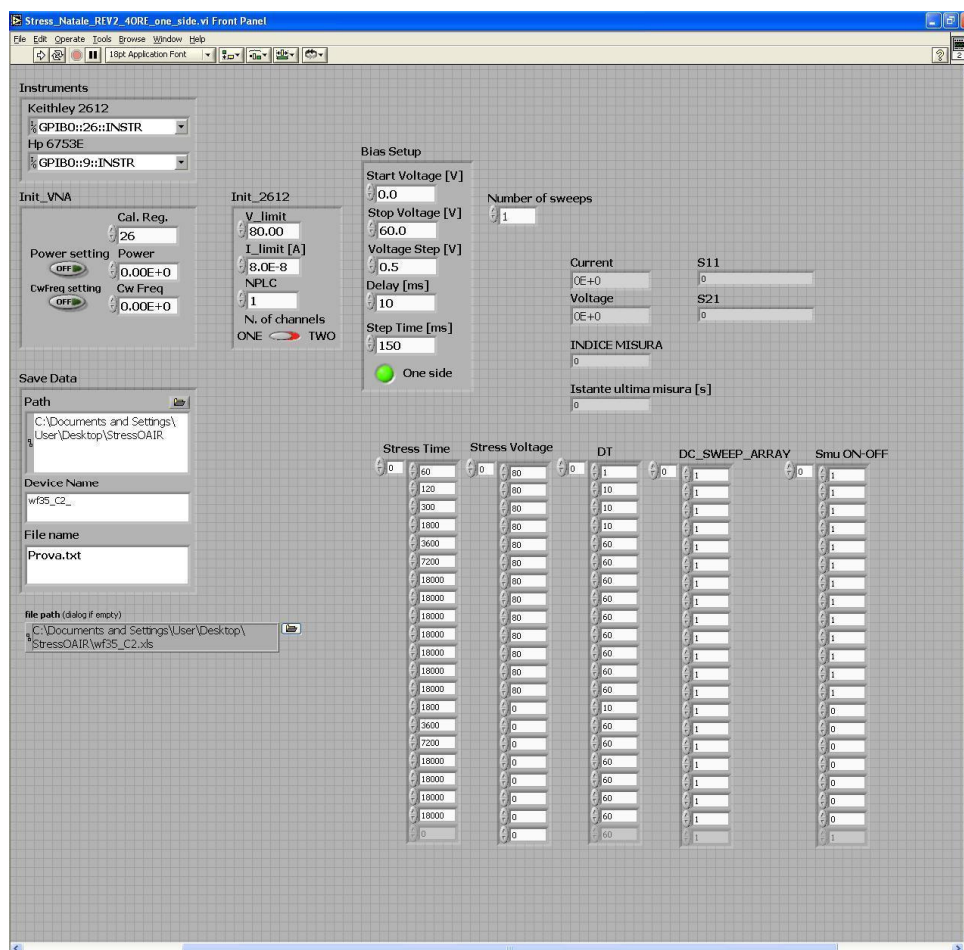 Stress_Natale_REV2_4ORE_one_side.vi Front Panel
File Edit Operate Tools Browse Window Help
18pt Application Font
2
Instruments
Keithley 2612
GPIB0::26::INSTR
Hp 6753E
GPIB0::9::INSTR
Init_VNA
Cal. Reg.
26
Power setting Power
OFF 0.00E+0
CwFreq setting Cw Freq
OFF 0.00E+0
Init_2612
V_limit
80.00
I_limit [A]
8.0E-8
NPLC
1
N. of channels
ONE TWO
Bias Setup
Start Voltage [V]
0.0
Stop Voltage [V]
60.0
Voltage Step [V]
0.5
Delay [ms]
10
Step Time [ms]
150
One side
Number of sweeps
1
Current S11
0E+0 0
Voltage S21
0E+0 0
INDICE MISURA
0
Istante ultima misura [s]
0
Save Data
Path
C:\Documents and Settings\
User\Desktop\StressOAIR
Device Name
wf35_C2_
File name
Prova.txt
file path (dialog if empty)
C:\Documents and Settings\User\Desktop\
StressOAIR\wf35_C2.xls
Stress Time Stress Voltage DT DC_SWEEP_ARRAY Smu ON-OFF
0 60 0 80 0 1 0 1 0 1
120 80 10 1 1
300 80 10 1 1
1800 80 10 1 1
3600 80 60 1 1
7200 80 60 1 1
18000 80 60 1 1
18000 80 60 1 1
18000 80 60 1 1
18000 80 60 1 1
18000 80 60 1 1
18000 80 60 1 1
18000 80 60 1 1
1800 0 10 1 0
3600 0 60 1 0
7200 0 60 1 0
18000 0 60 1 0
18000 0 60 1 0
18000 0 60 1 0
18000 0 60 1 0
0 0 60 1 1